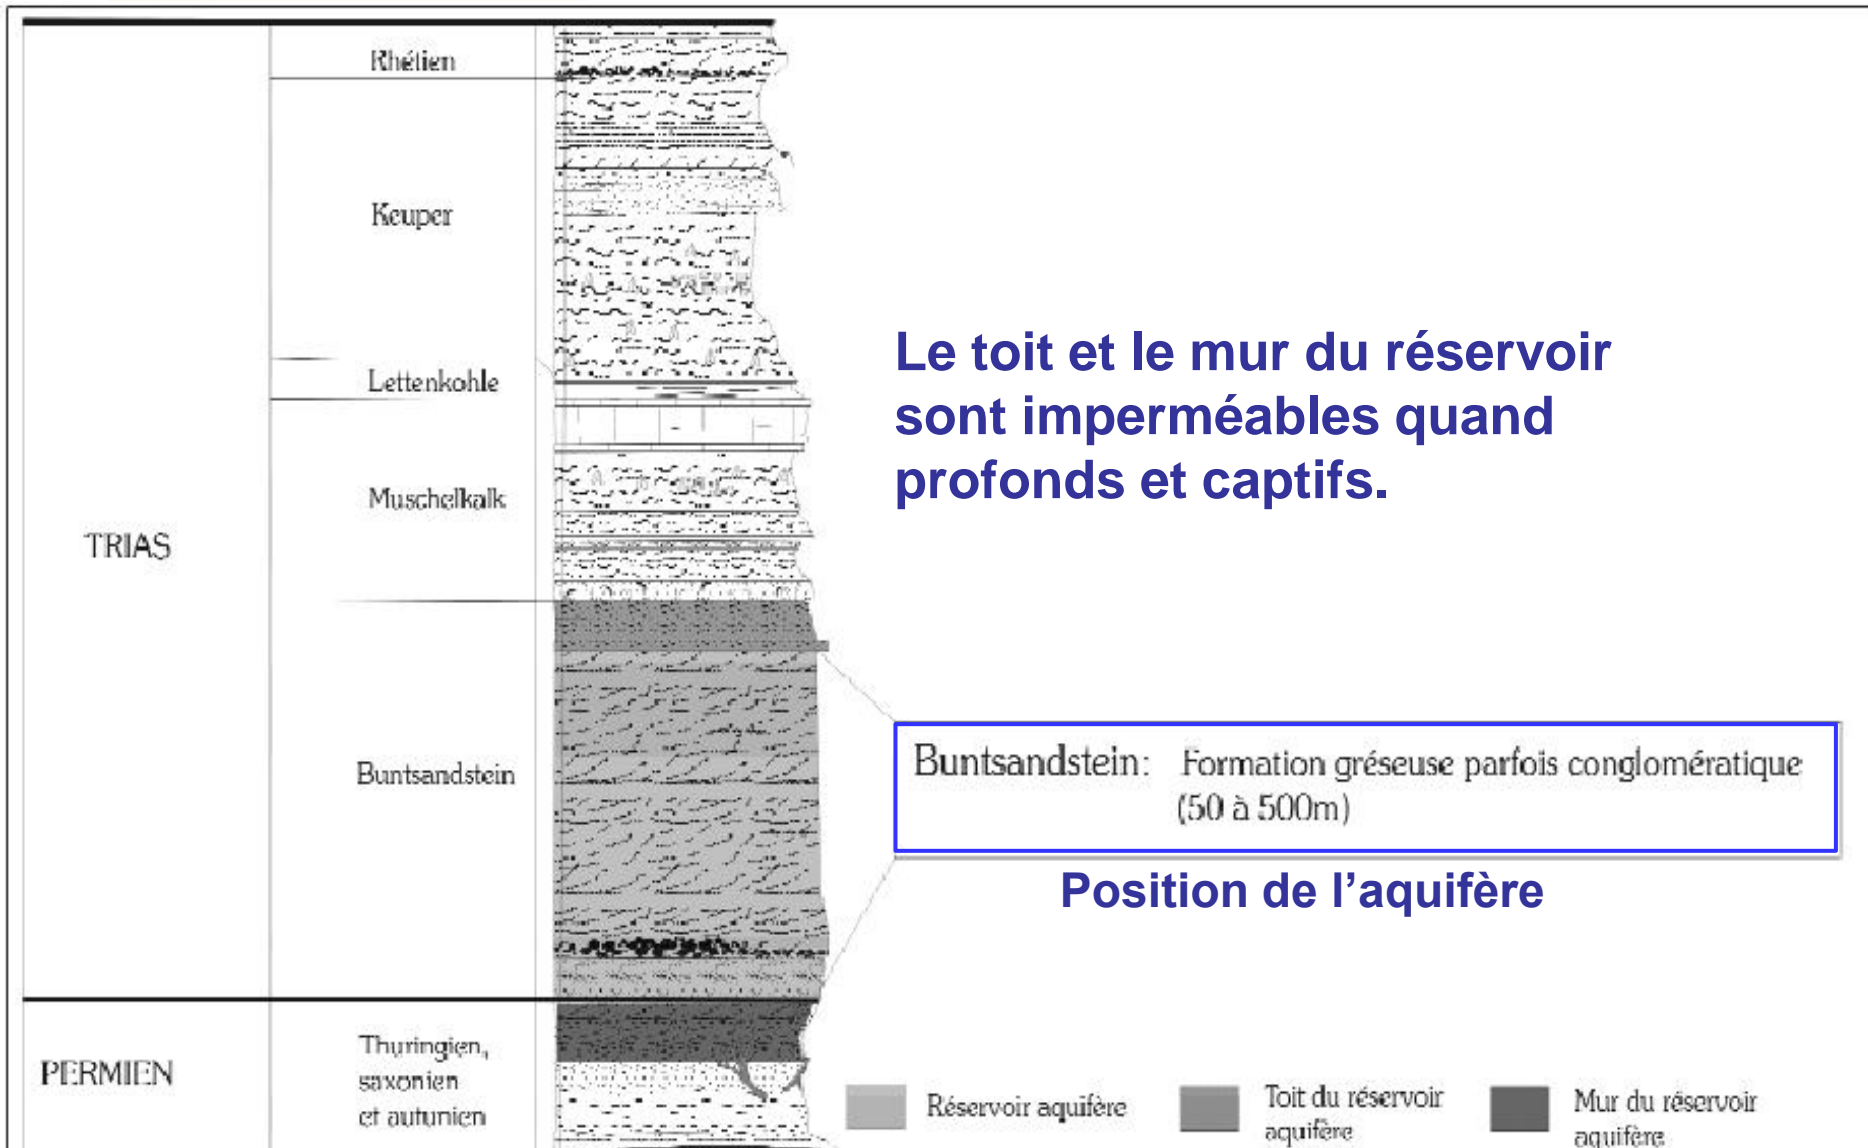 Rhétien
Keuper
Lettenkohle
Muschelkalk
TRIAS
Buntsandstein
PERMIEN
Thuringien,
saxonien
et autunien
Le toit et le mur du réservoir
sont imperméables quand
profonds et captifs.
Buntsandstein: Formation gréseuse parfois conglomératique
(50 à 500m)
Position de l’aquifère
Réservoir aquifère
Toit du réservoir
aquifère
Mur du réservoir
aquifère